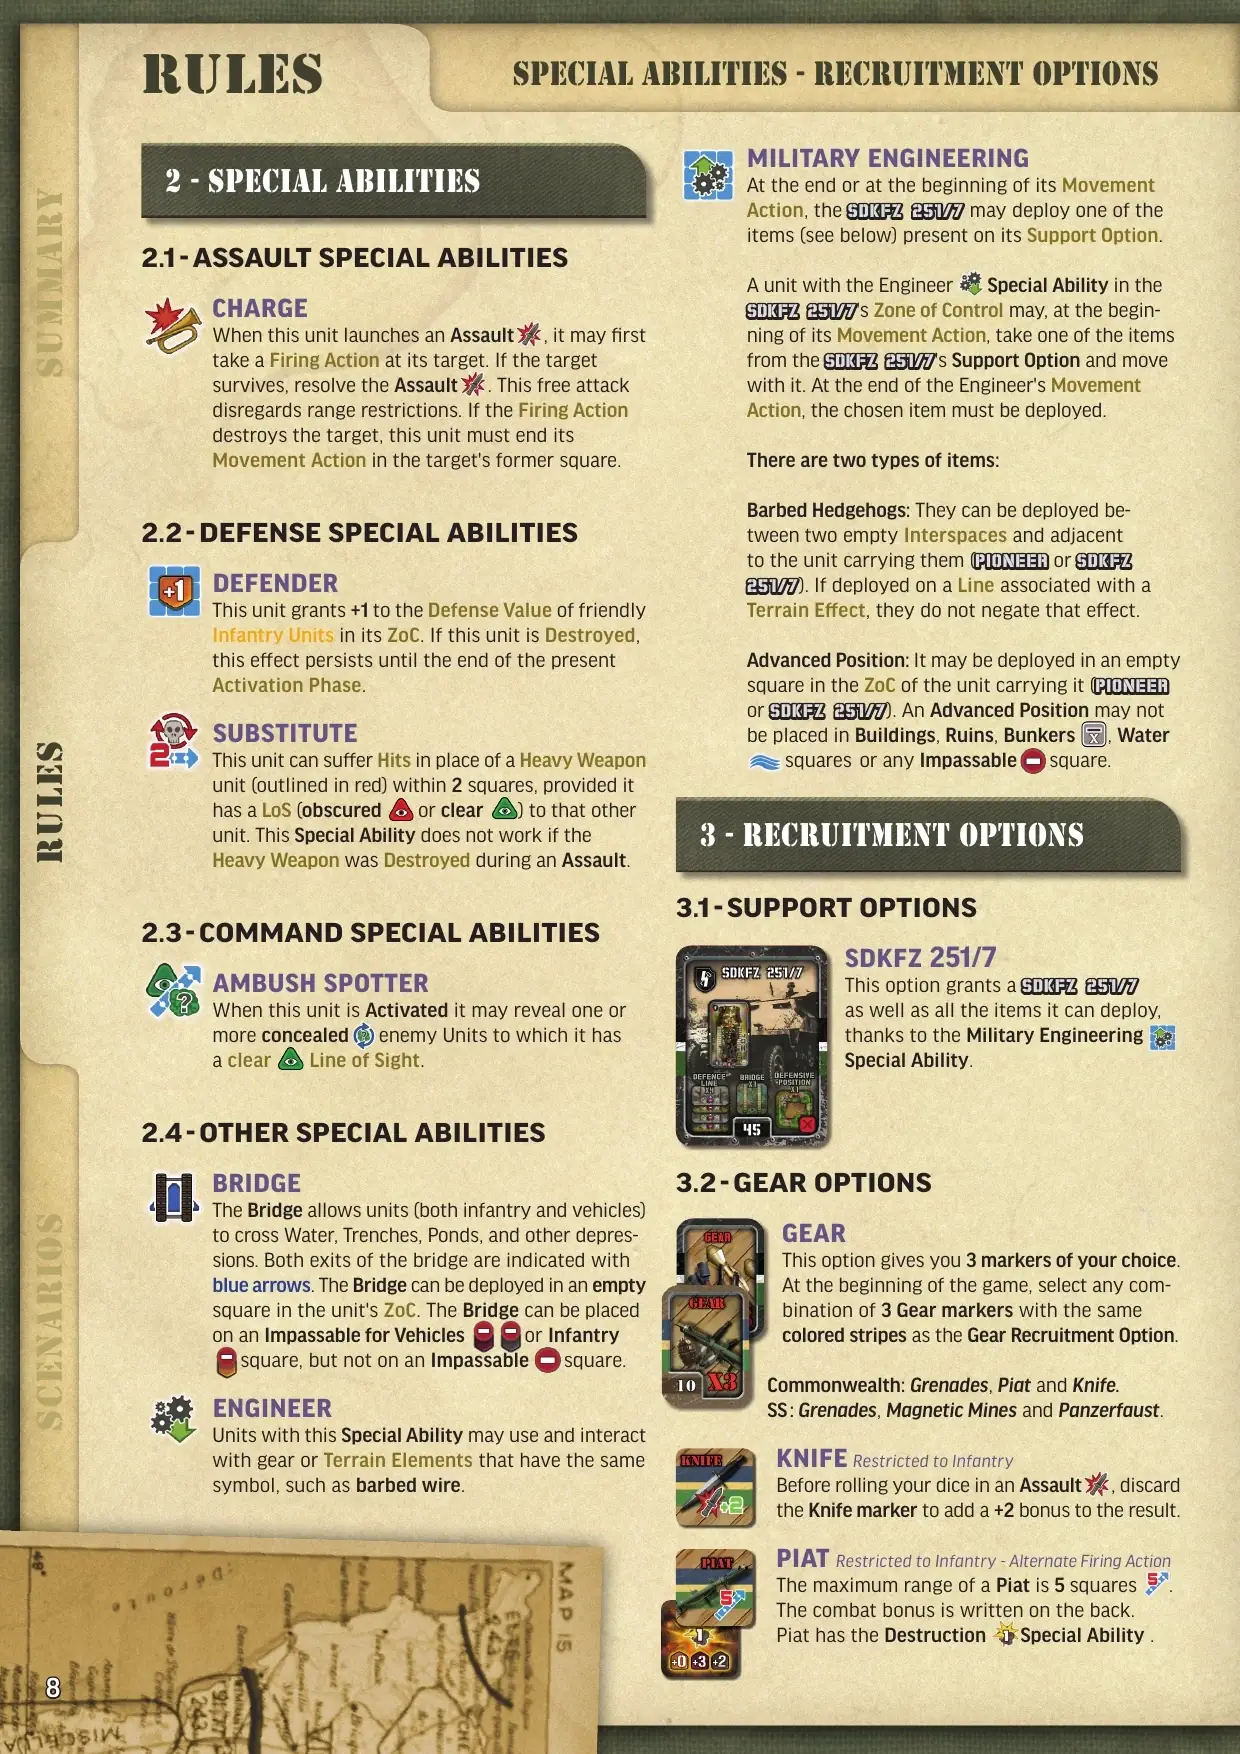 RULES
SPECIAL ABILITIES - RECRUITMENT OPTIONS
SUMMARY
RULES
SCENARIOS
2 - SPECIAL ABILITIES
2.1 - ASSAULT SPECIAL ABILITIES
CHARGE
When this unit launches an Assault , it may first
take a Firing Action at its target. If the target
survives, resolve the Assault . This free attack
disregards range restrictions. If the Firing Action
destroys the target, this unit must end its
Movement Action in the target's former square.
2.2 - DEFENSE SPECIAL ABILITIES
+1
DEFENDER
This unit grants +1 to the Defense Value of friendly
Infantry Units in its ZoC. If this unit is Destroyed,
this effect persists until the end of the present
Activation Phase.
2
SUBSTITUTE
This unit can suffer Hits in place of a Heavy Weapon
unit (outlined in red) within 2 squares, provided it
has a LoS (obscured or clear ) to that other
unit. This Special Ability does not work if the
Heavy Weapon was Destroyed during an Assault.
2.3 - COMMAND SPECIAL ABILITIES
?
AMBUSH SPOTTER
When this unit is Activated it may reveal one or
more concealed enemy Units to which it has
a clear Line of Sight.
2.4 - OTHER SPECIAL ABILITIES
BRIDGE
The Bridge allows units (both infantry and vehicles)
to cross Water, Trenches, Ponds, and other depres-
sions. Both exits of the bridge are indicated with
blue arrows. The Bridge can be deployed in an empty
square in the unit's ZoC. The Bridge can be placed
on an Impassable for Vehicles or Infantry
square, but not on an Impassable square.
ENGINEER
Units with this Special Ability may use and interact
with gear or Terrain Elements that have the same
symbol, such as barbed wire.
MILITARY ENGINEERING
At the end or at the beginning of its Movement
Action, the SDKFZ 251/7 may deploy one of the
items (see below) present on its Support Option.
A unit with the Engineer Special Ability in the
SDKFZ 251/7's Zone of Control may, at the begin-
ning of its Movement Action, take one of the items
from the SDKFZ 251/7's Support Option and move
with it. At the end of the Engineer's Movement
Action, the chosen item must be deployed.
There are two types of items:
Barbed Hedgehogs: They can be deployed be-
tween two empty Interspaces and adjacent
to the unit carrying them (PIONEER or SDKFZ
251/7). If deployed on a Line associated with a
Terrain Effect, they do not negate that effect.
Advanced Position: It may be deployed in an empty
square in the ZoC of the unit carrying it (PIONEER
or SDKFZ 251/7). An Advanced Position may not
be placed in Buildings, Ruins, Bunkers X, Water
squares or any Impassable square.
3 - RECRUITMENT OPTIONS
3.1 - SUPPORT OPTIONS
SDKFZ 251/7
DEFENCE LINE X4
BRIDGE X1
DEFENSIVE POSITION X1
45
SDKFZ 251/7
This option grants a SDKFZ 251/7
as well as all the items it can deploy,
thanks to the Military Engineering
Special Ability.
3.2 - GEAR OPTIONS
GEAR
GEAR
10 X3
GEAR
This option gives you 3 markers of your choice.
At the beginning of the game, select any com-
bination of 3 Gear markers with the same
colored stripes as the Gear Recruitment Option.
Commonwealth: Grenades, Piat and Knife.
SS : Grenades, Magnetic Mines and Panzerfaust.
KNIFE
+2
KNIFE Restricted to Infantry
Before rolling your dice in an Assault , discard
the Knife marker to add a +2 bonus to the result.
PIAT
5
1
+0 +3 +2
PIAT Restricted to Infantry - Alternate Firing Action
The maximum range of a Piat is 5 squares 5.
The combat bonus is written on the back.
Piat has the Destruction 1 Special Ability .
MAP 15
8